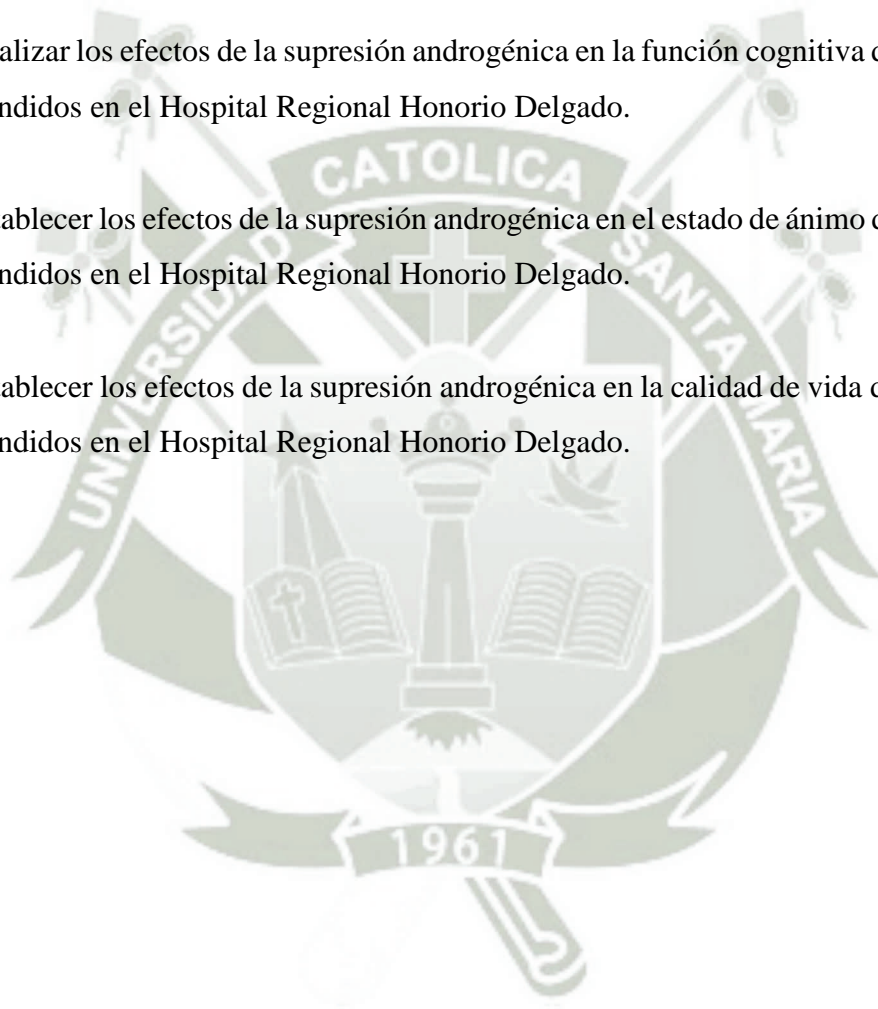 alizar los efectos de la supresión androgénica en la función cognitiva
ndidos en el Hospital Regional Honorio Delgado.
ablecer los efectos de la supresión androgénica en el estado de ánimo
ndidos en el Hospital Regional Honorio Delgado.
ablecer los efectos de la supresión androgénica en la calidad de vida
ndidos en el Hospital Regional Honorio Delgado.
UNIVERSIDAD CATOLICA SANTA MARIA
1961